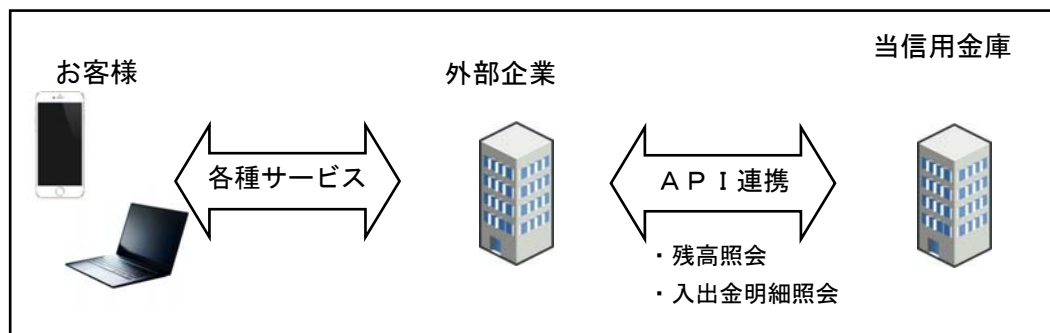 当信用金庫
お客様
外部企業
各種サービス
ＡＰＩ連携
・残高照会
・入出金明細照会